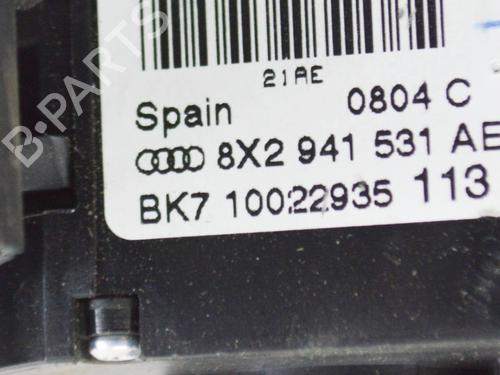 21AE
Spain 0804 C
8X2 941 531 AE
BK7 10022935 113
B-PARTS